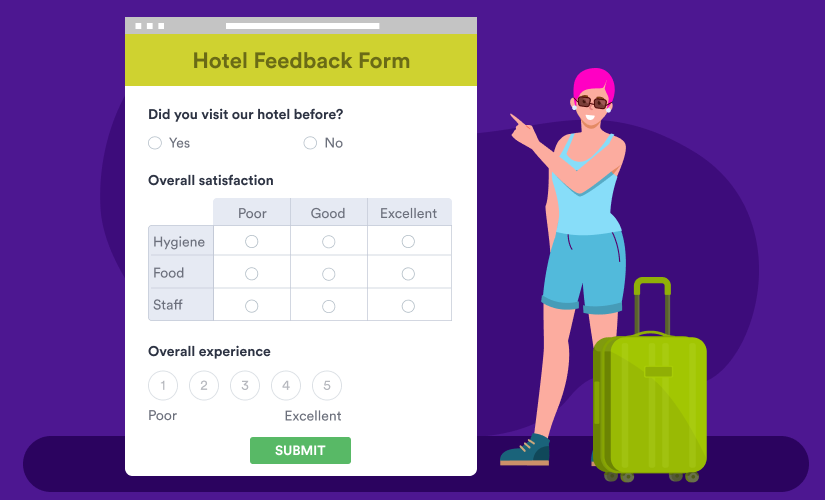 Hotel Feedback Form
Did you visit our hotel before?
Yes No
Overall satisfaction
Poor Good Excellent
Hygiene
Food
Staff
Overall experience
1 2 3 4 5
Poor Excellent
SUBMIT